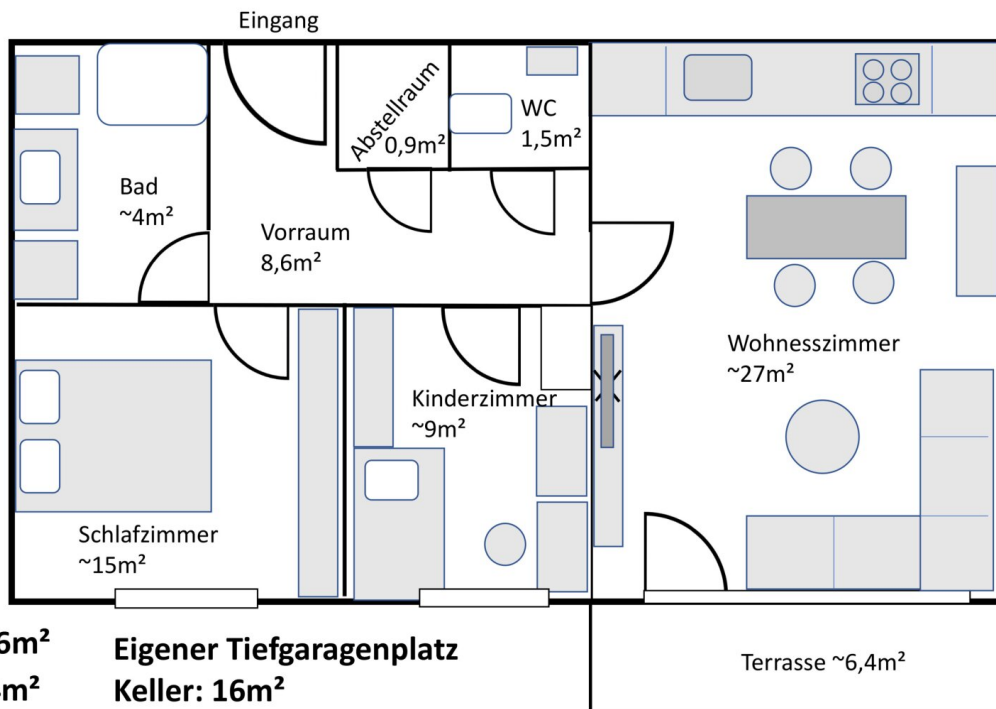 Eingang
Abstellraum
0,9m²
WC
1,5m²
Bad
~4m²
Vorraum
8,6m²
Wohnesszimmer
~27m²
Kinderzimmer
~9m²
Schlafzimmer
~15m²
6m²
Eigener Tiefgaragenplatz
m²
Keller: 16m²
Terrasse ~6,4m²